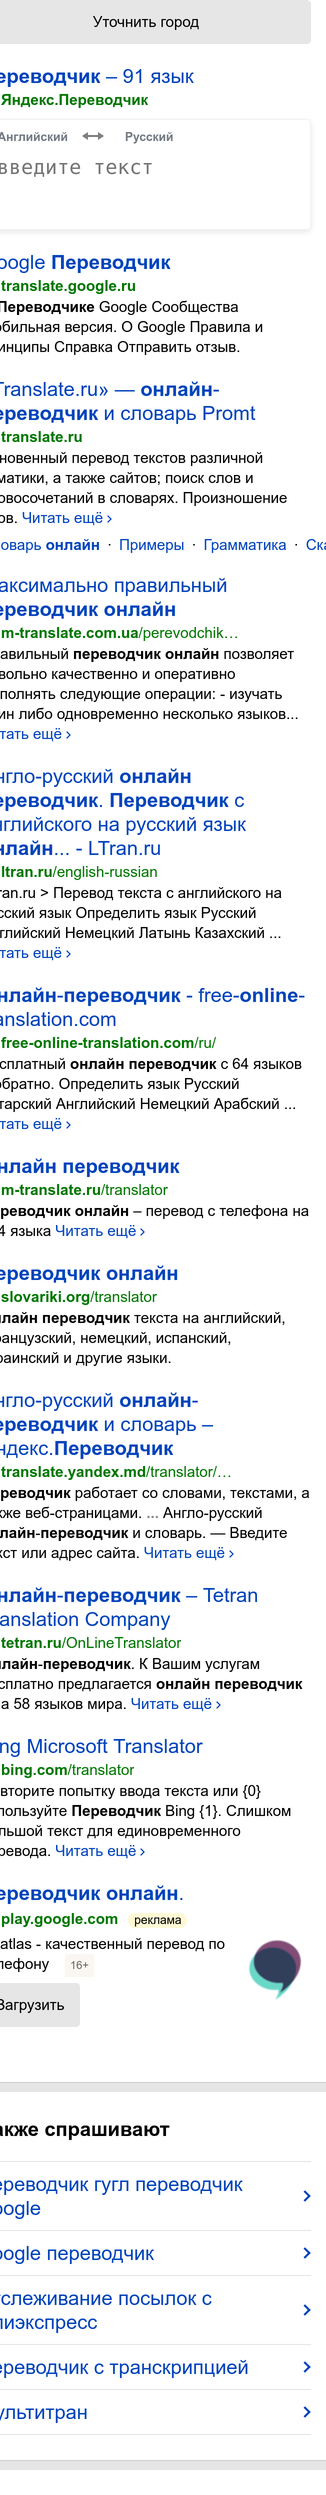 Уточнить город
ереводчик – 91 язык
Яндекс.Переводчик
Английский Русский
введите текст
oogle Переводчик
translate.google.ru
Переводчике Google Сообщества
обильная версия. О Google Правила и
инципы Справка Отправить отзыв.
Translate.ru» — онлайн-
ереводчик и словарь Promt
translate.ru
новенный перевод текстов различной
матики, а также сайтов; поиск слов и
овосочетаний в словарях. Произношение
ов. Читать ещё ›
оварь онлайн · Примеры · Грамматика · Ска
аксимально правильный
ереводчик онлайн
m-translate.com.ua/perevodchik…
авильный переводчик онлайн позволяет
вольно качественно и оперативно
полнять следующие операции: - изучать
ин либо одновременно несколько языков...
тать ещё ›
нгло-русский онлайн
ереводчик. Переводчик с
нглийского на русский язык
нлайн... - LTran.ru
ltran.ru/english-russian
ran.ru > Перевод текста с английского на
сский язык Определить язык Русский
глийский Немецкий Латынь Казахский ...
тать ещё ›
нлайн-переводчик - free-online-
anslation.com
free-online-translation.com/ru/
сплатный онлайн переводчик с 64 языков
обратно. Определить язык Русский
тарский Английский Немецкий Арабский ...
тать ещё ›
нлайн переводчик
m-translate.ru/translator
реводчик онлайн – перевод с телефона на
4 языка Читать ещё ›
ереводчик онлайн
slovariki.org/translator
лайн переводчик текста на английский,
анцузский, немецкий, испанский,
раинский и другие языки.
нгло-русский онлайн-
ереводчик и словарь –
ндекс.Переводчик
translate.yandex.md/translator/…
реводчик работает со словами, текстами, а
кже веб-страницами. ... Англо-русский
лайн-переводчик и словарь. — Введите
кст или адрес сайта. Читать ещё ›
нлайн-переводчик – Tetran
anslation Company
tetran.ru/OnLineTranslator
лайн-переводчик. К Вашим услугам
сплатно предлагается онлайн переводчик
а 58 языков мира. Читать ещё ›
ng Microsoft Translator
bing.com/translator
вторите попытку ввода текста или {0}
пользуйте Переводчик Bing {1}. Слишком
льшой текст для единовременного
ревода. Читать ещё ›
ереводчик онлайн.
play.google.com реклама
atlas - качественный перевод по
лефону 16+
Загрузить
акже спрашивают
ереводчик гугл переводчик
oogle
oogle переводчик
тслеживание посылок с
лиэкспресс
ереводчик с транскрипцией
ультитран